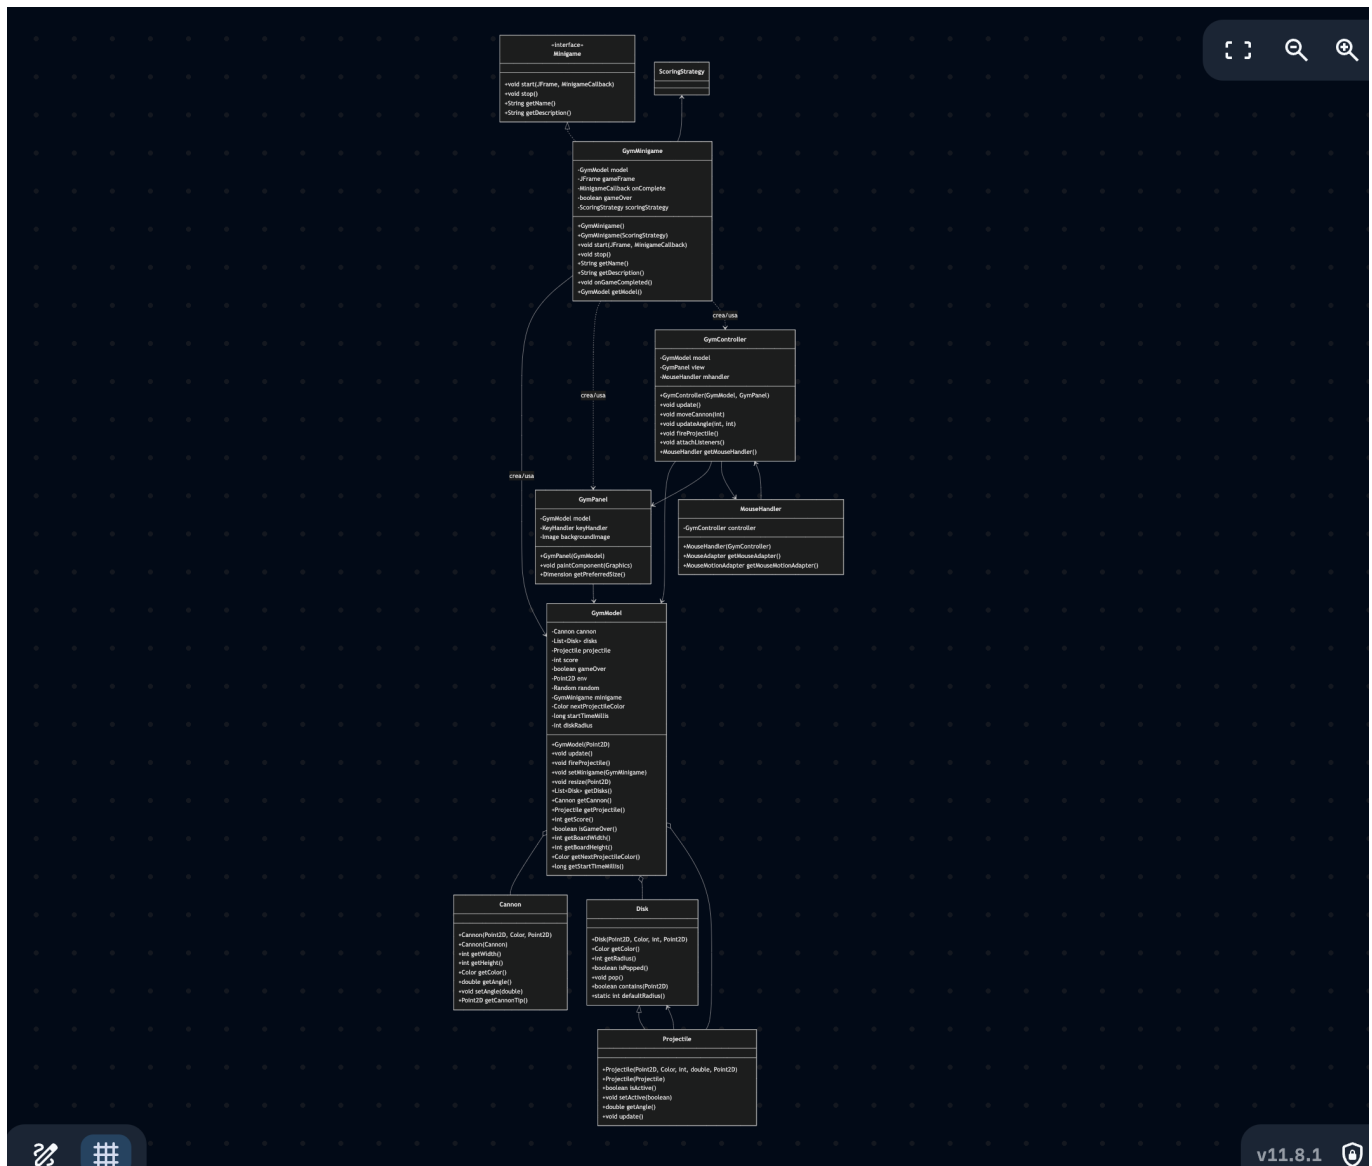 «interface»
Minigame
+void start(JFrame, MinigameCallback)
+void stop()
+String getName()
+String getDescription()
ScoringStrategy
GymMinigame
-GymModel model
-JFrame gameFrame
-MinigameCallback onComplete
-boolean gameOver
-ScoringStrategy scoringStrategy
+GymMinigame()
+GymMinigame(ScoringStrategy)
+void start(JFrame, MinigameCallback)
+void stop()
+String getName()
+String getDescription()
+void onGameCompleted()
+GymModel getModel()
crea/usa
GymController
-GymModel model
-GymPanel view
-MouseHandler mhandler
+GymController(GymModel, GymPanel)
+void update()
+void moveCannon(int)
+void updateAngle(int, int)
+void fireProjectile()
+void attachListeners()
+MouseHandler getMouseHandler()
crea/usa
crea/usa
GymPanel
-GymModel model
-KeyHandler keyHandler
-Image backgroundImage
+GymPanel(GymModel)
+void paintComponent(Graphics)
+Dimension getPreferredSize()
MouseHandler
-GymController controller
+MouseHandler(GymController)
+MouseAdapter getMouseAdapter()
+MouseMotionAdapter getMouseMotionAdapter()
GymModel
-Cannon cannon
-List<Disk> disks
-Projectile projectile
-int score
-boolean gameOver
-Point2D env
-Random random
-GymMinigame minigame
-Color nextProjectileColor
-long startTimeMillis
-int diskRadius
+GymModel(Point2D)
+void update()
+void fireProjectile()
+void setMinigame(GymMinigame)
+void resize(Point2D)
+List<Disk> getDisks()
+Cannon getCannon()
+Projectile getProjectile()
+int getScore()
+boolean isGameOver()
+int getBoardWidth()
+int getBoardHeight()
+Color getNextProjectileColor()
+long getStartTimeMillis()
Cannon
+Cannon(Point2D, Color, Point2D)
+Cannon(Cannon)
+int getWidth()
+int getHeight()
+Color getColor()
+double getAngle()
+void setAngle(double)
+Point2D getCannonTip()
Disk
+Disk(Point2D, Color, int, Point2D)
+Color getColor()
+int getRadius()
+boolean isPopped()
+void pop()
+boolean contains(Point2D)
+static int defaultRadius()
Projectile
+Projectile(Point2D, Color, int, double, Point2D)
+Projectile(Projectile)
+boolean isActive()
+void setActive(boolean)
+double getAngle()
+void update()
v11.8.1